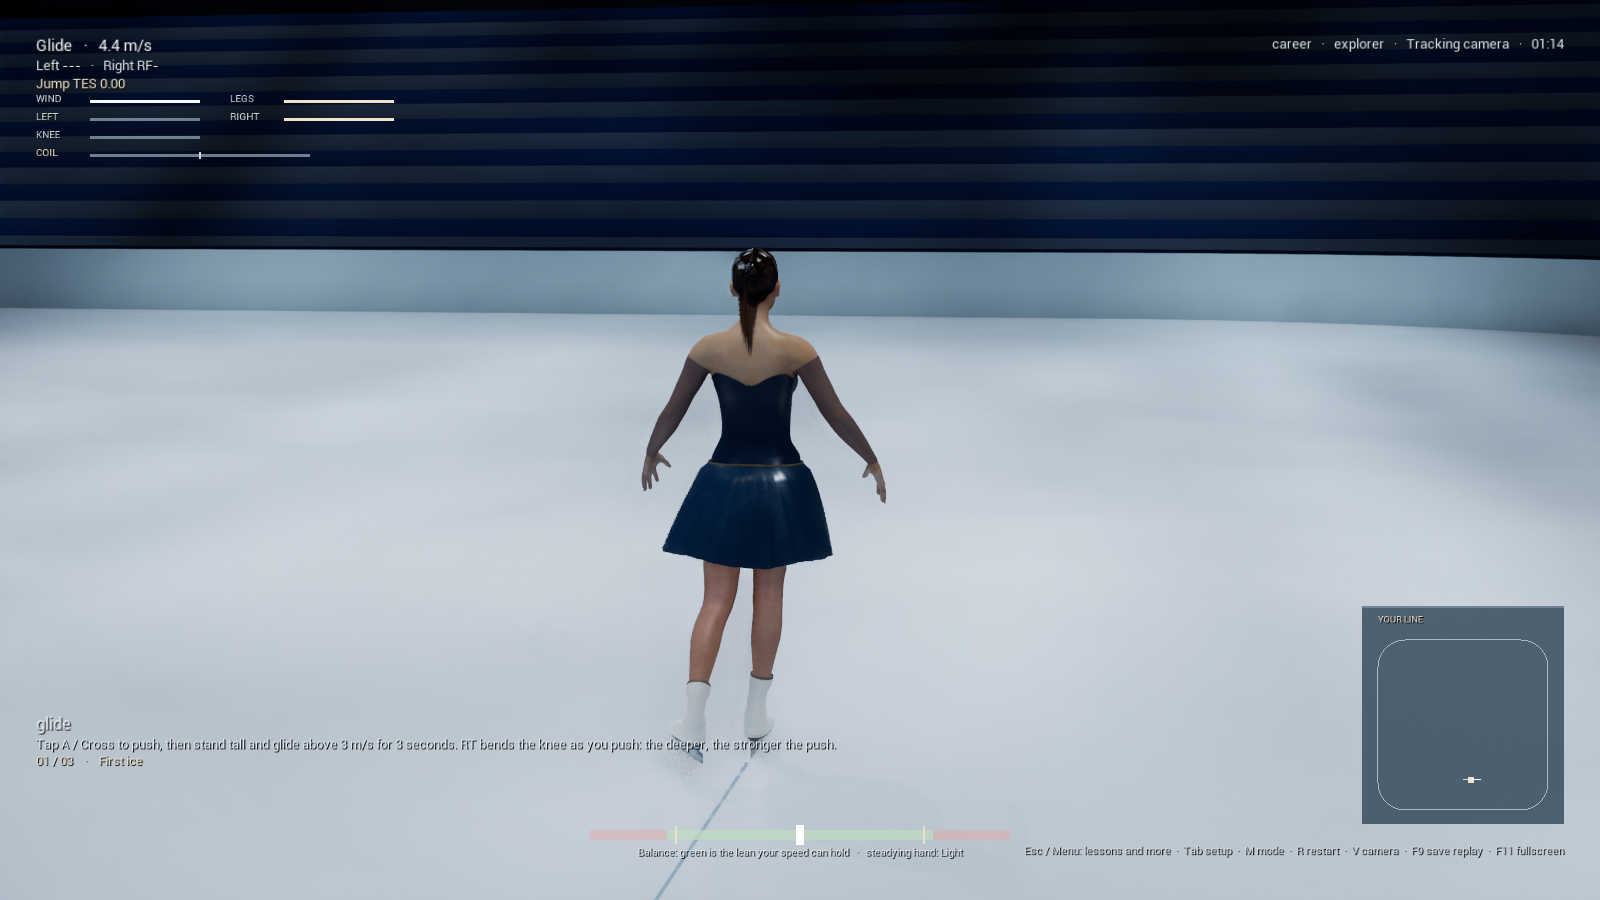 Glide · 4.4 m/s
Left --- · Right RF-
Jump TES 0.00
WIND
LEGS
LEFT
RIGHT
KNEE
COIL
career · explorer · Tracking camera · 01:14
YOUR LINE
glide
Tap A / Cross to push, then stand tall and glide above 3 m/s for 3 seconds. RT bends the knee as you push: the deeper, the stronger the push.
01 / 03 · First ice
Balance: green is the lean your speed can hold · steadying hand: Light
Esc / Menu: lessons and more · Tab setup · M mode · R restart · V camera · F9 save replay · F11 fullscreen